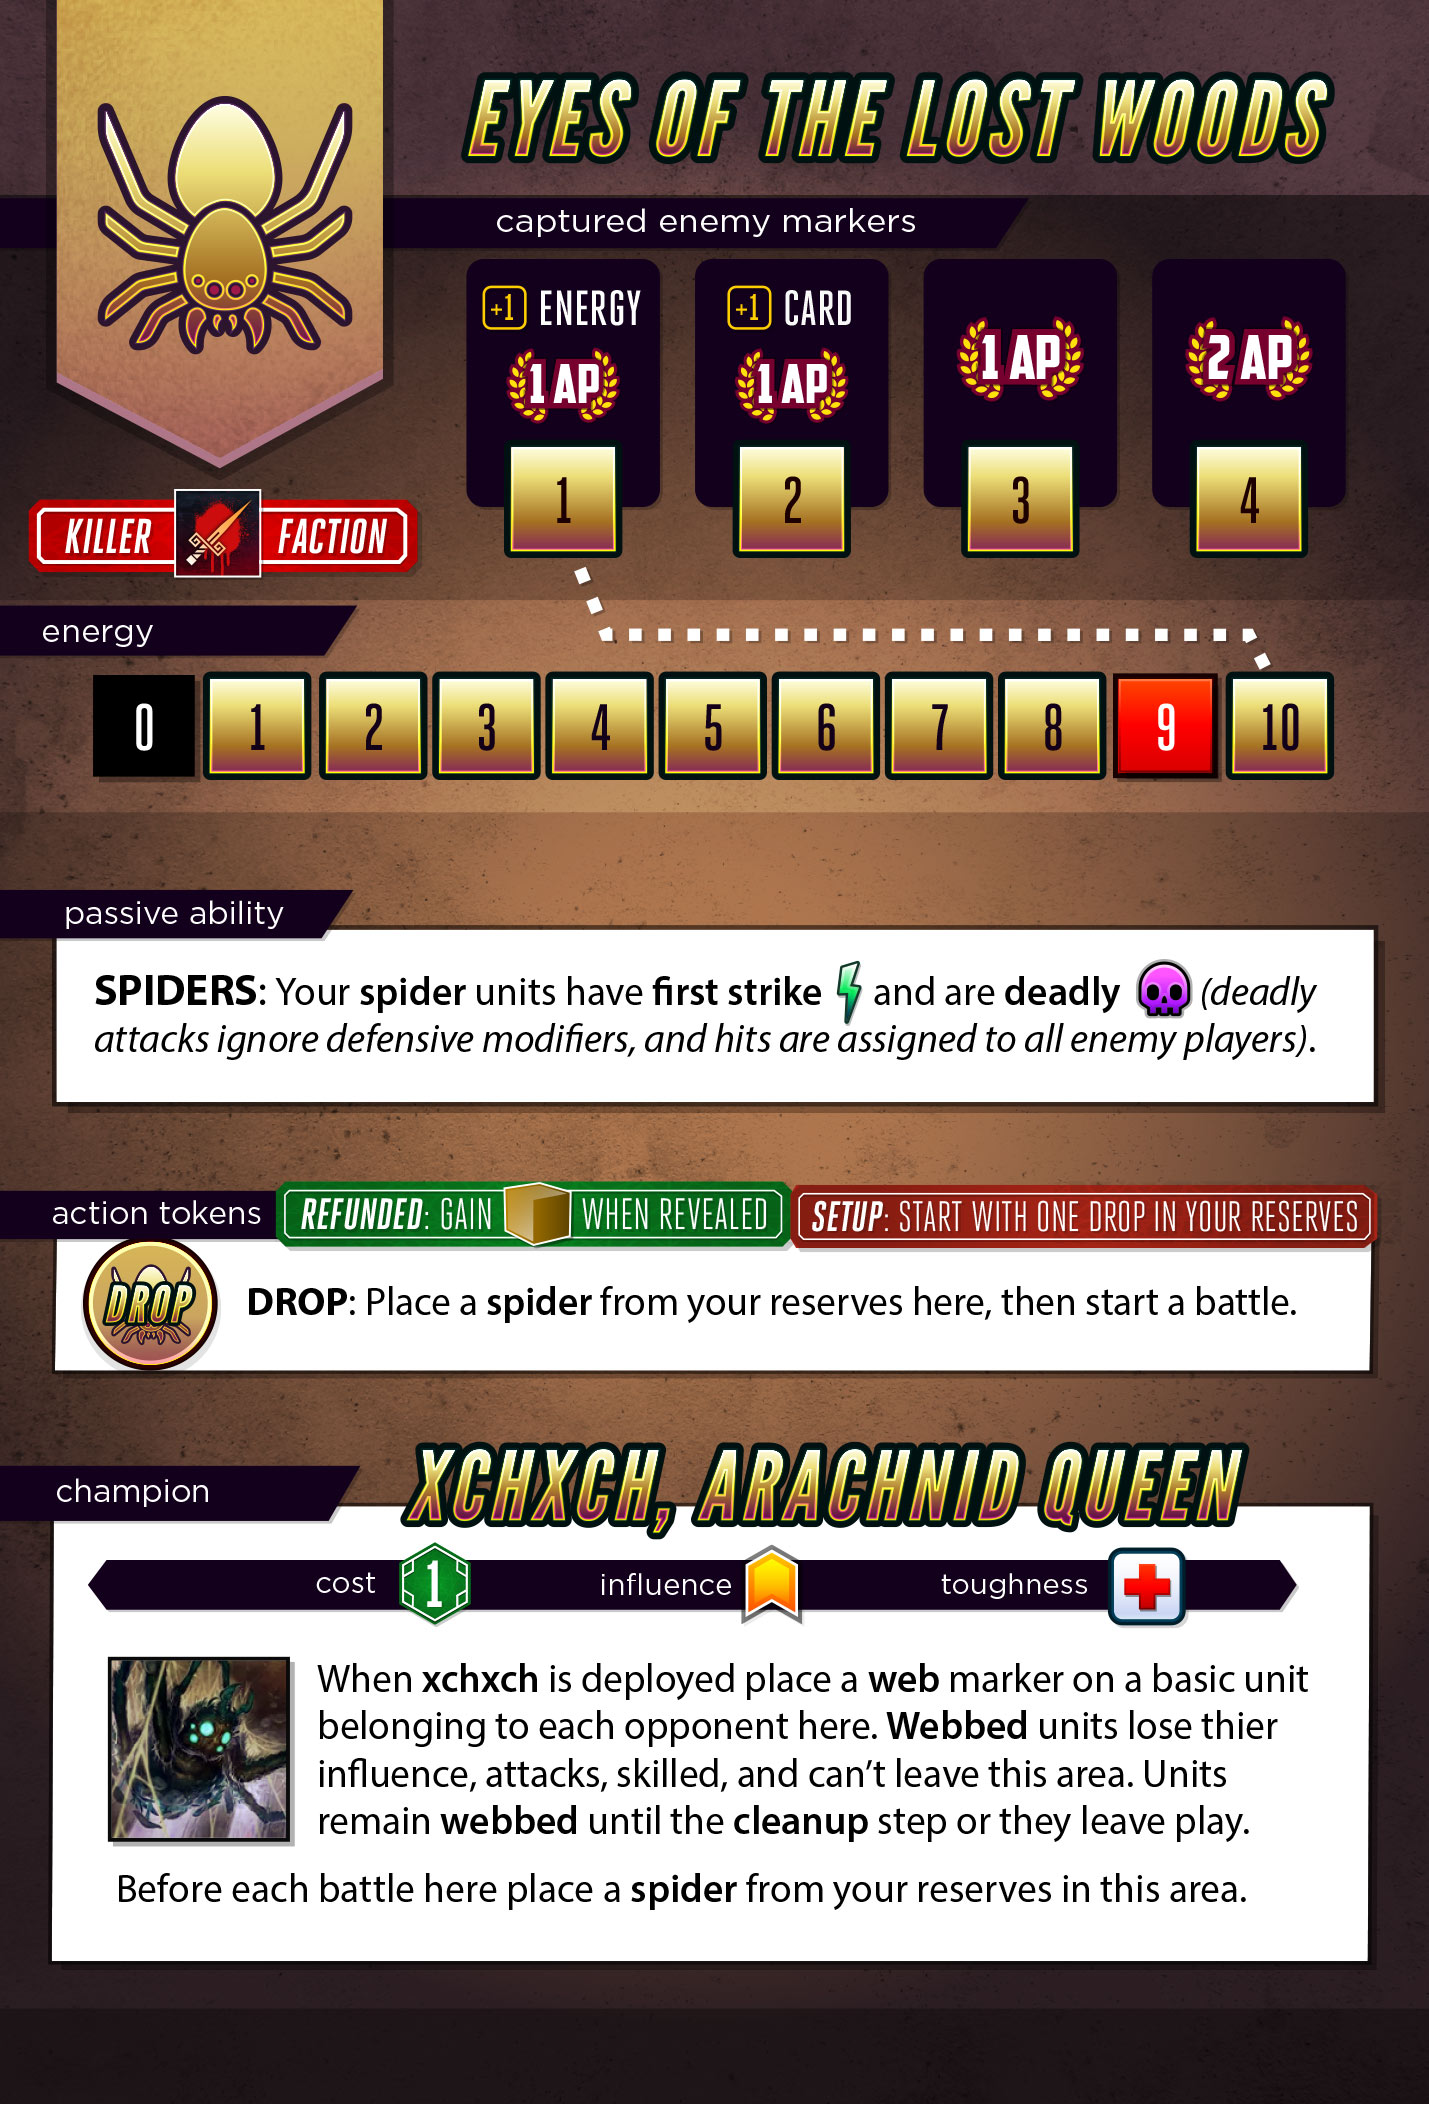 EYES OF THE LOST WOODS
captured enemy markers
+1 ENERGY
1 AP
1
+1 CARD
1 AP
2
1 AP
3
2 AP
4
KILLER FACTION
energy
0 1 2 3 4 5 6 7 8 9 10
passive ability
SPIDERS: Your spider units have first strike and are deadly (deadly
attacks ignore defensive modifiers, and hits are assigned to all enemy players).
action tokens
REFUNDED: GAIN WHEN REVEALED
SETUP: START WITH ONE DROP IN YOUR RESERVES
DROP
DROP: Place a spider from your reserves here, then start a battle.
champion
XCHXCH, ARACHNID QUEEN
cost 1 influence toughness
When xchxch is deployed place a web marker on a basic unit
belonging to each opponent here. Webbed units lose thier
influence, attacks, skilled, and can't leave this area. Units
remain webbed until the cleanup step or they leave play.
Before each battle here place a spider from your reserves in this area.